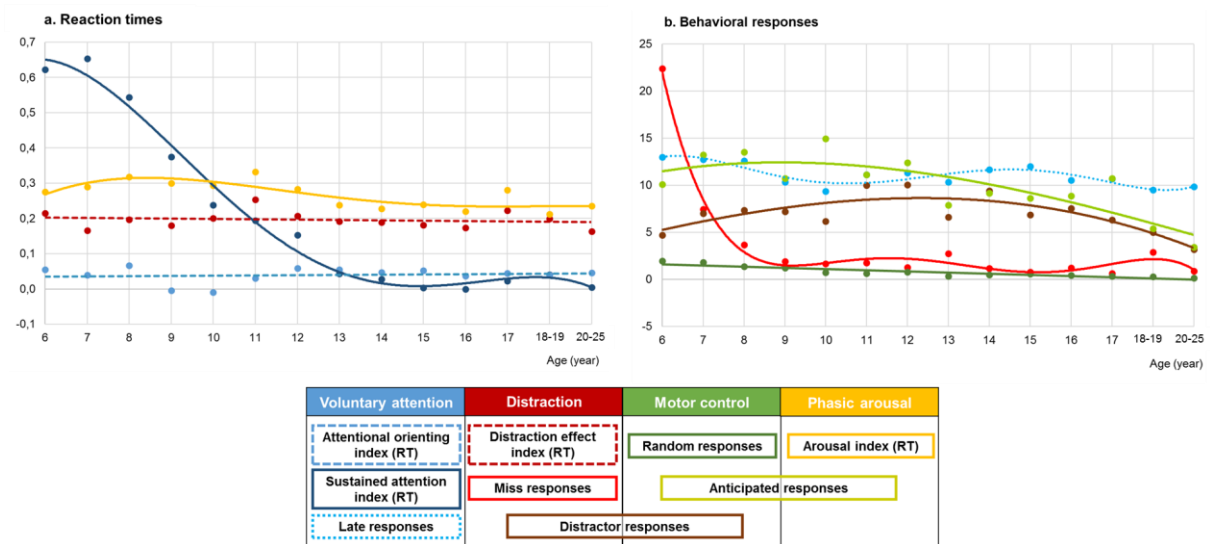 a. Reaction times
0,7
0,6
0,5
0,4
0,3
0,2
0,1
0,0
-0,1
6 7 8 9 10 11 12 13 14 15 16 17 18-19 20-25
Age (year)
b. Behavioral responses
25
20
15
10
5
0
-5
6 7 8 9 10 11 12 13 14 15 16 17 18-19 20-25
Age (year)
Voluntary attention Distraction Motor control Phasic arousal
Attentional orienting
index (RT)
Distraction effect
index (RT)
Random responses
Arousal index (RT)
Sustained attention
index (RT)
Miss responses
Anticipated responses
Late responses
Distractor responses